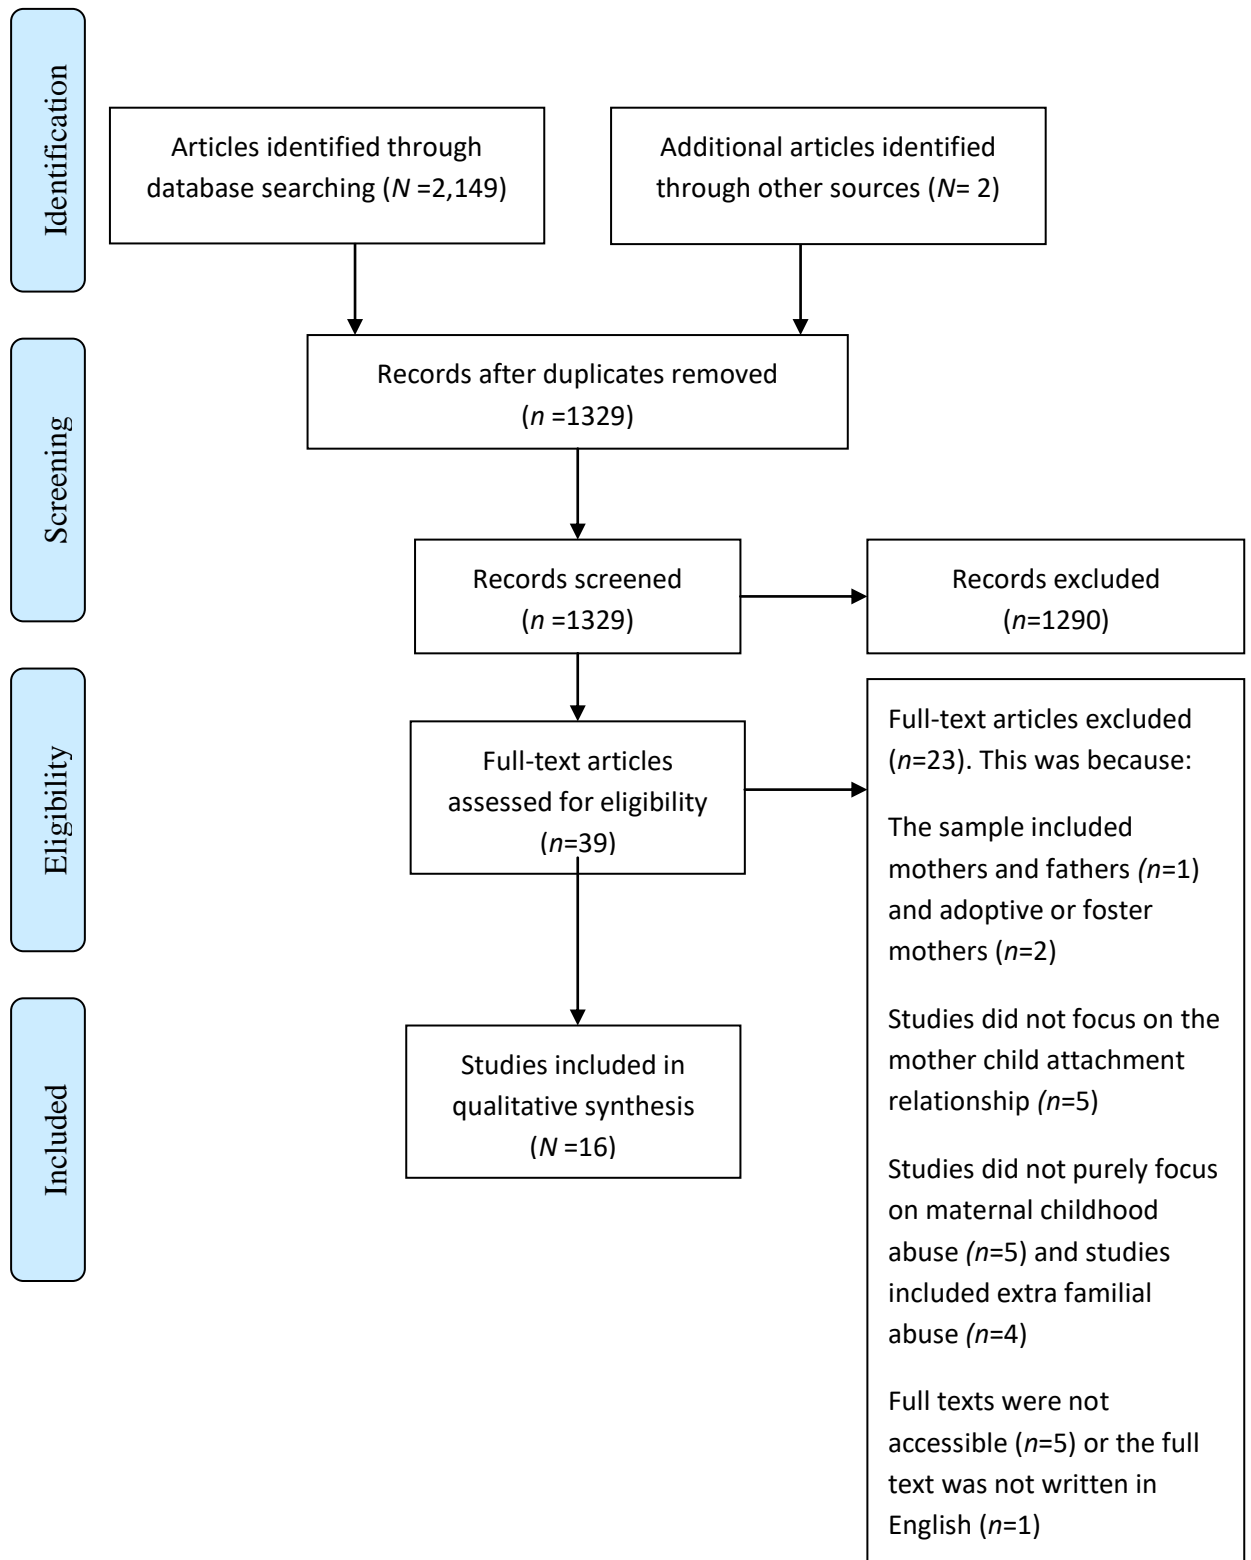 Identification
Articles identified through
database searching (N =2,149)
Additional articles identified
through other sources (N= 2)
Screening
Records after duplicates removed
(n =1329)
Records screened
(n =1329)
Records excluded
(n=1290)
Eligibility
Full-text articles
assessed for eligibility
(n=39)
Full-text articles excluded
(n=23). This was because:
The sample included
mothers and fathers (n=1)
and adoptive or foster
mothers (n=2)
Studies did not focus on the
mother child attachment
relationship (n=5)
Studies did not purely focus
on maternal childhood
abuse (n=5) and studies
included extra familial
abuse (n=4)
Full texts were not
accessible (n=5) or the full
text was not written in
English (n=1)
Included
Studies included in
qualitative synthesis
(N =16)